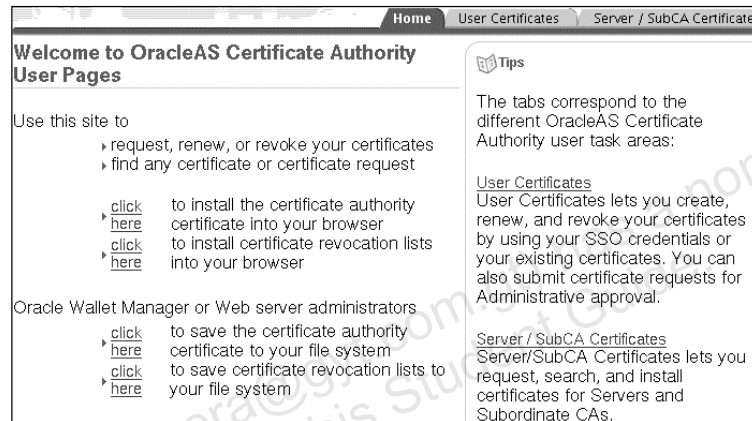 Home
User Certificates
Server / SubCA Certificate
Welcome to OracleAS Certificate Authority
User Pages
Use this site to
request, renew, or revoke your certificates
find any certificate or certificate request
click here to install the certificate authority
certificate into your browser
click here to install certificate revocation lists
into your browser
Oracle Wallet Manager or Web server administrators
click here to save the certificate authority
certificate to your file system
click here to save certificate revocation lists to
your file system
Tips
The tabs correspond to the
different OracleAS Certificate
Authority user task areas:
User Certificates
User Certificates lets you create,
renew, and revoke your certificates
by using your SSO credentials or
your existing certificates. You can
also submit certificate requests for
Administrative approval.
Server / SubCA Certificates
Server/SubCA Certificates lets you
request, search, and install
certificates for Servers and
Subordinate CAs.
has a non
com.gt)
this Student Guide.